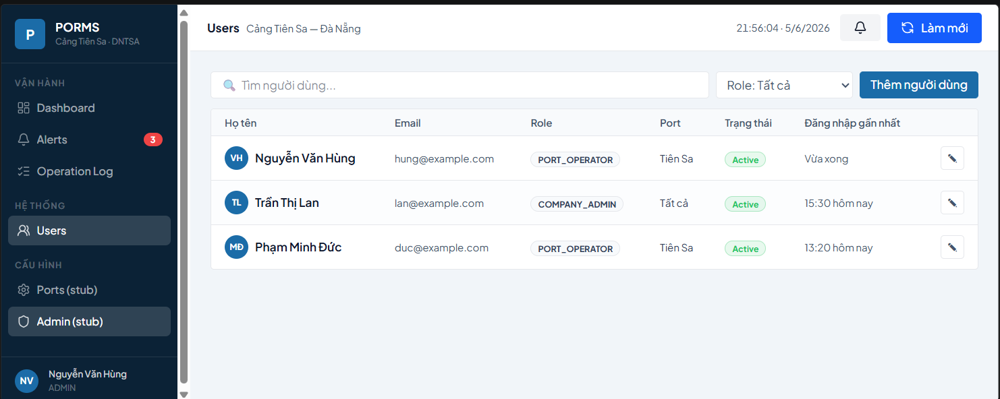 P
PORMS
Cảng Tiên Sa · DNTSA
VẬN HÀNH
Dashboard
Alerts 3
Operation Log
HỆ THỐNG
Users
CẤU HÌNH
Ports (stub)
Admin (stub)
NV
Nguyễn Văn Hùng
ADMIN
Users Cảng Tiên Sa — Đà Nẵng 21:56:04 · 5/6/2026 Làm mới
Tìm người dùng... Role: Tất cả Thêm người dùng
Họ tên Email Role Port Trạng thái Đăng nhập gần nhất
VH Nguyễn Văn Hùng hung@example.com PORT_OPERATOR Tiên Sa Active Vừa xong
TL Trần Thị Lan lan@example.com COMPANY_ADMIN Tất cả Active 15:30 hôm nay
MĐ Phạm Minh Đức duc@example.com PORT_OPERATOR Tiên Sa Active 13:20 hôm nay